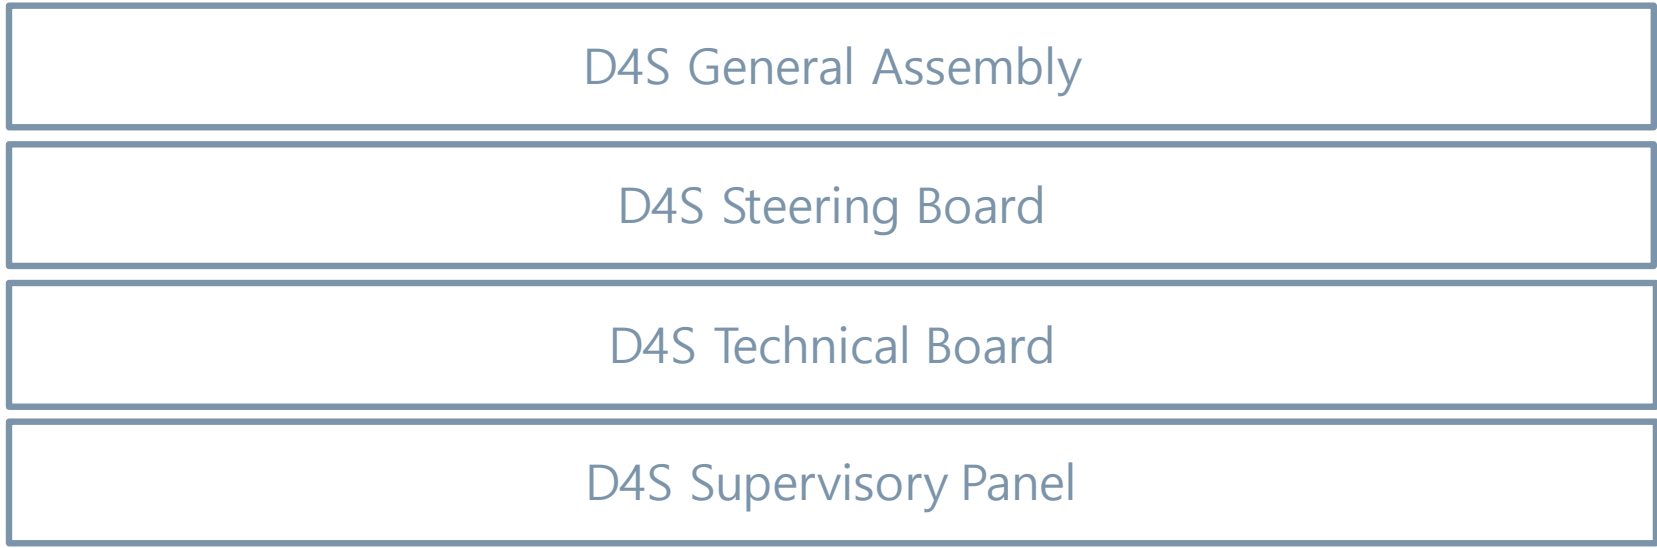 D4S General Assembly
D4S Steering Board
D4S Technical Board
D4S Supervisory Panel